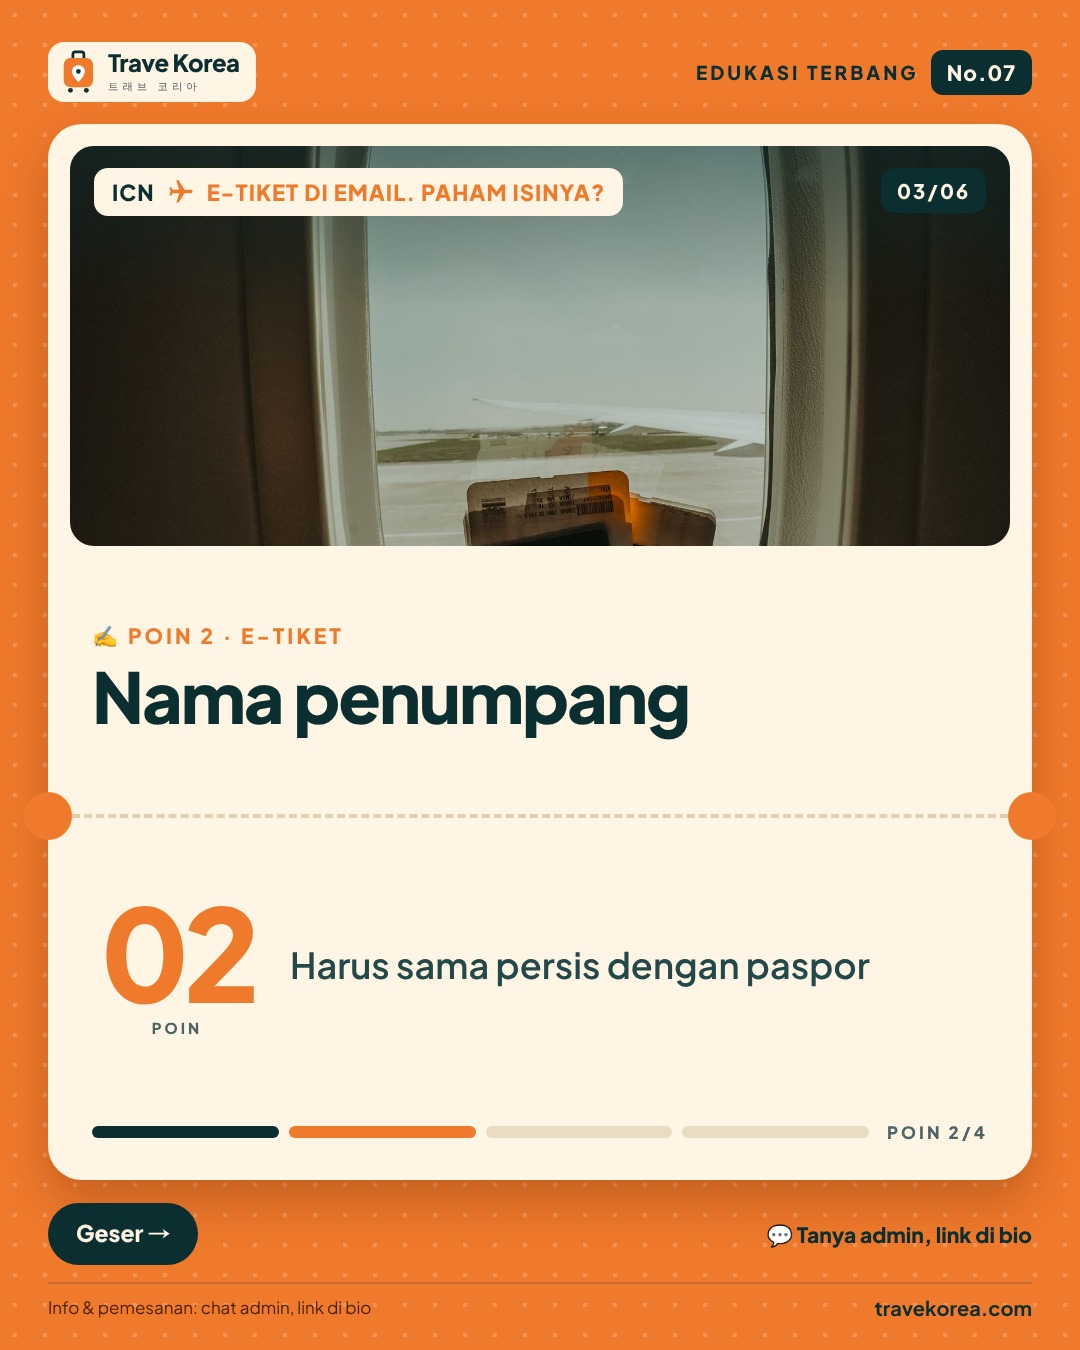 Trave Korea
트래브 코리아
EDUKASI TERBANG
No.07
ICN ✈ E-TIKET DI EMAIL. PAHAM ISINYA?
03/06
✍️ POIN 2 · E-TIKET
Nama penumpang
02
POIN
Harus sama persis dengan paspor
POIN 2/4
Geser →
💬 Tanya admin, link di bio
Info & pemesanan: chat admin, link di bio
travekorea.com